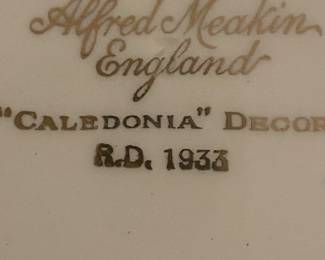 Alfred Meakin
England
"CALEDONIA" DECOR
R.D. 1933